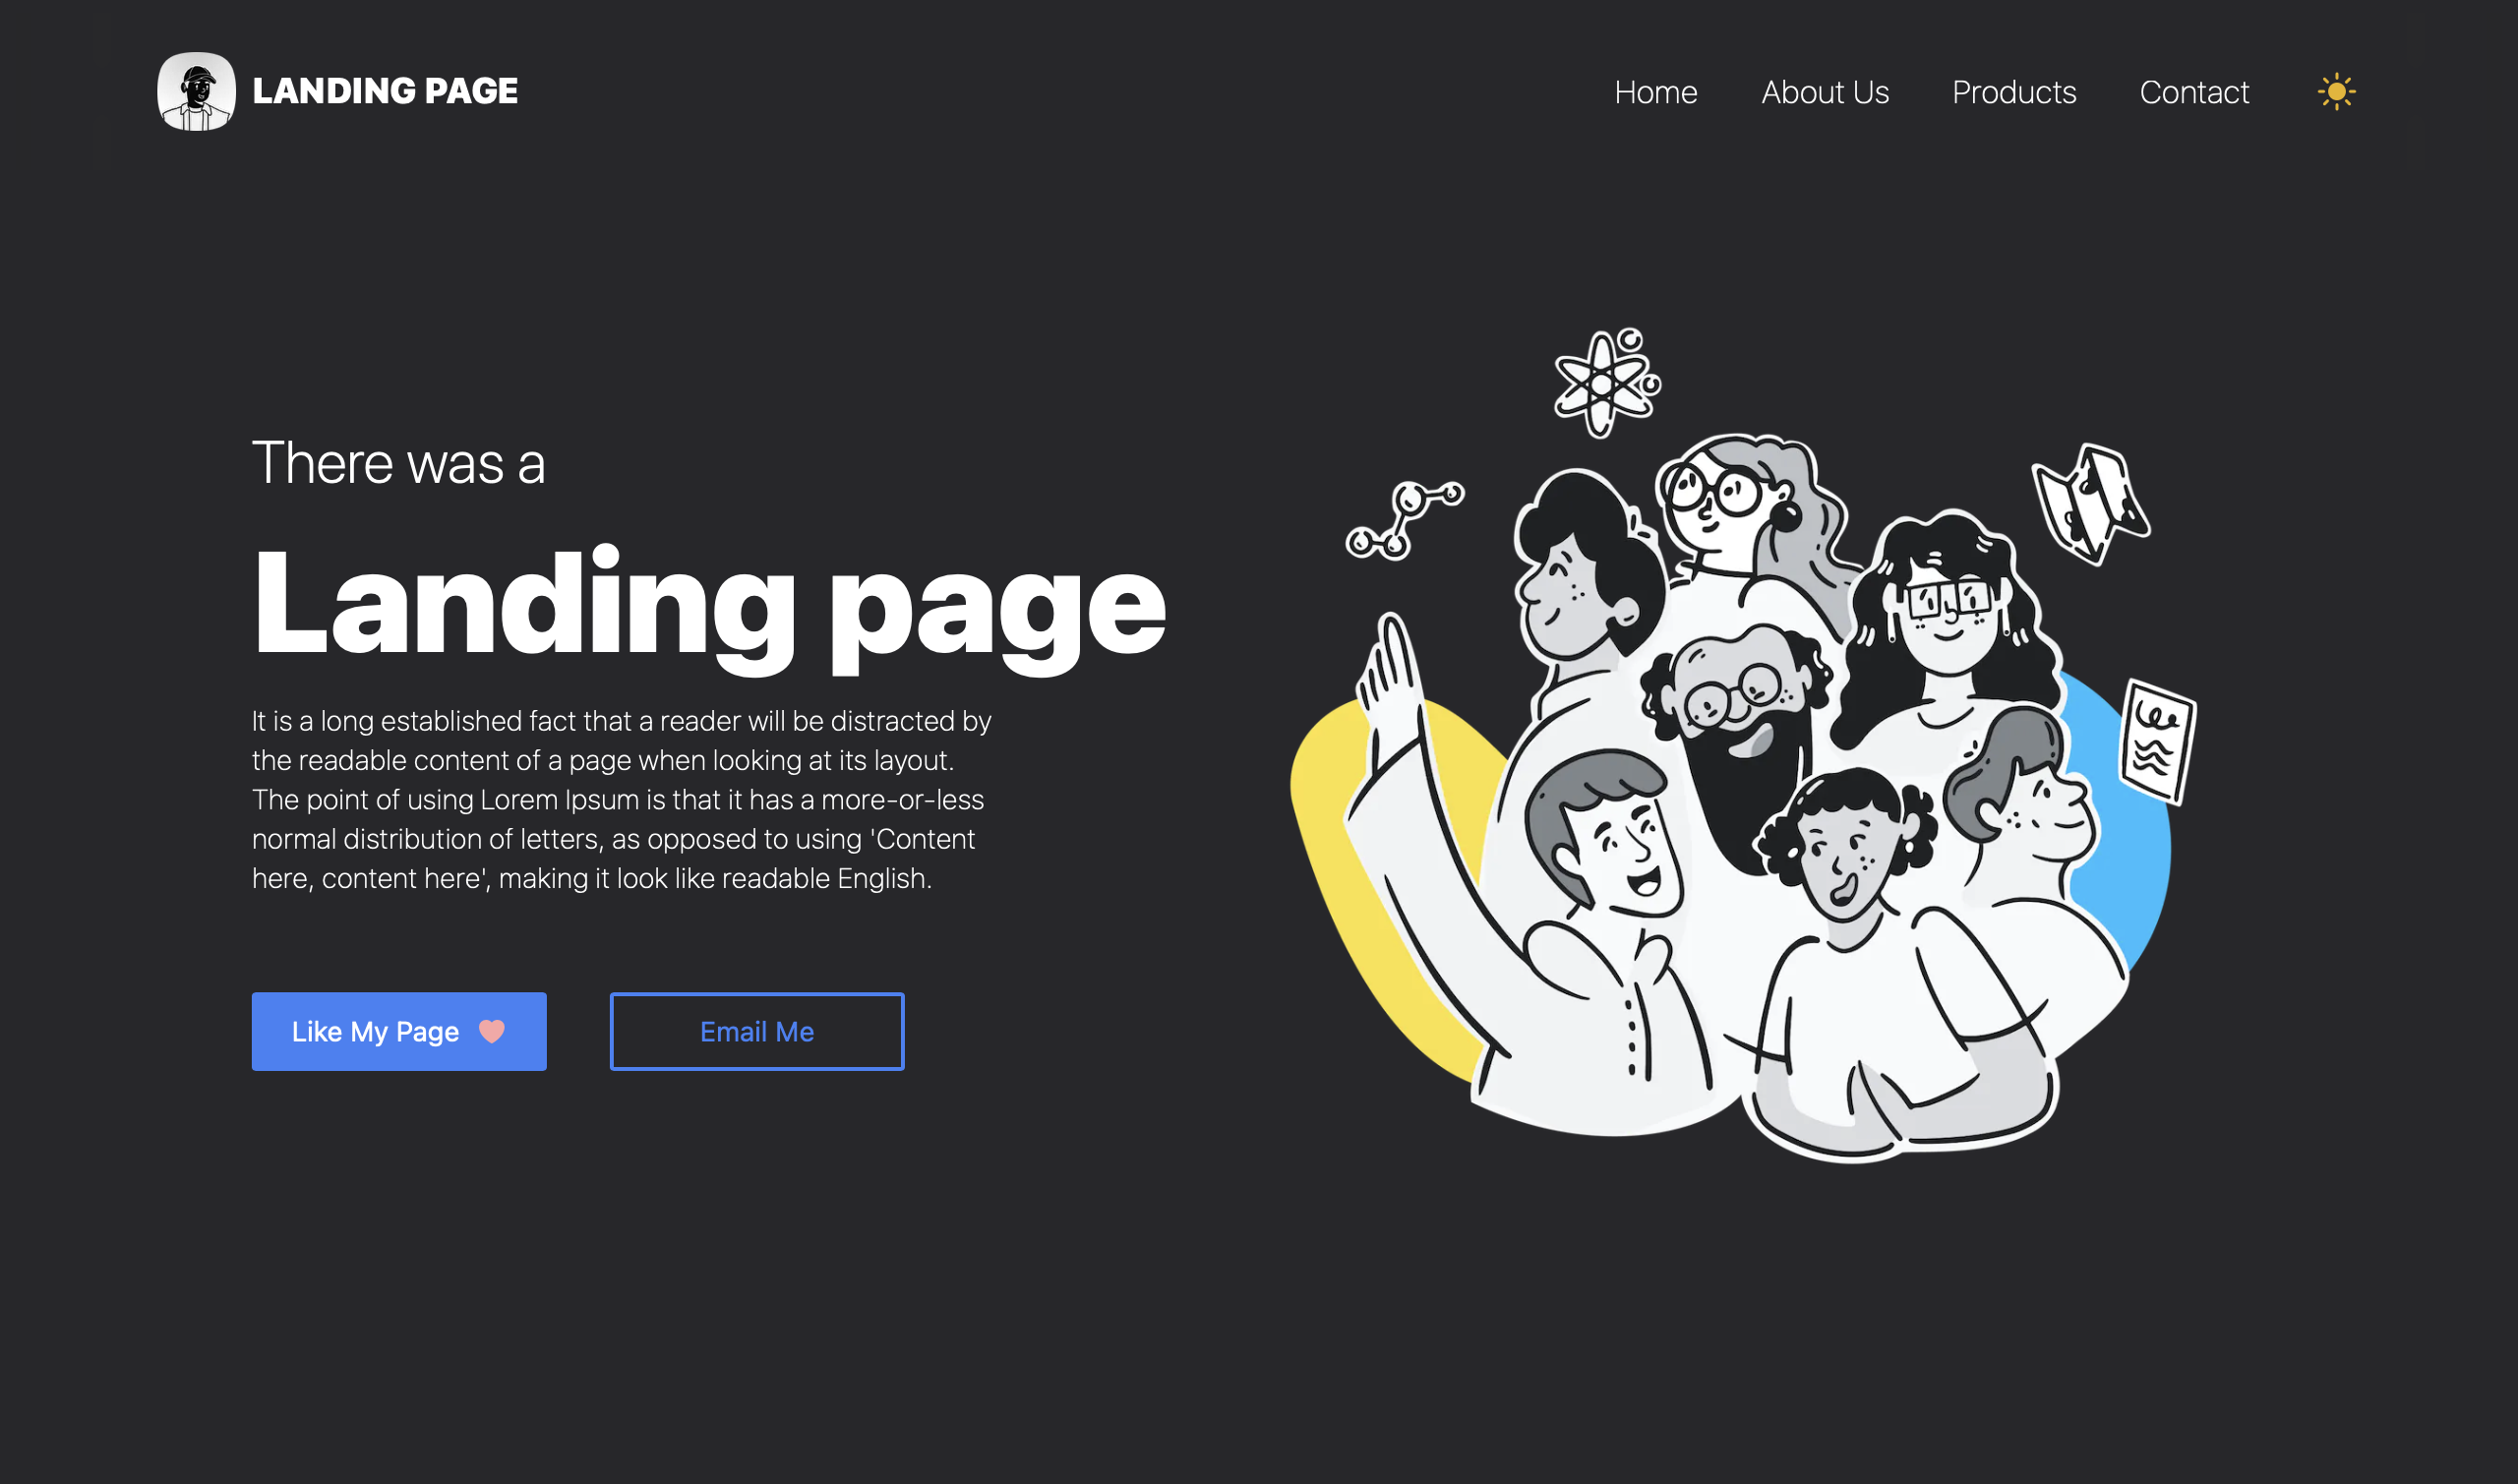 LANDING PAGE
Home
About Us
Products
Contact
There was a
Landing page
It is a long established fact that a reader will be distracted by
the readable content of a page when looking at its layout.
The point of using Lorem Ipsum is that it has a more-or-less
normal distribution of letters, as opposed to using 'Content
here, content here', making it look like readable English.
Like My Page
Email Me